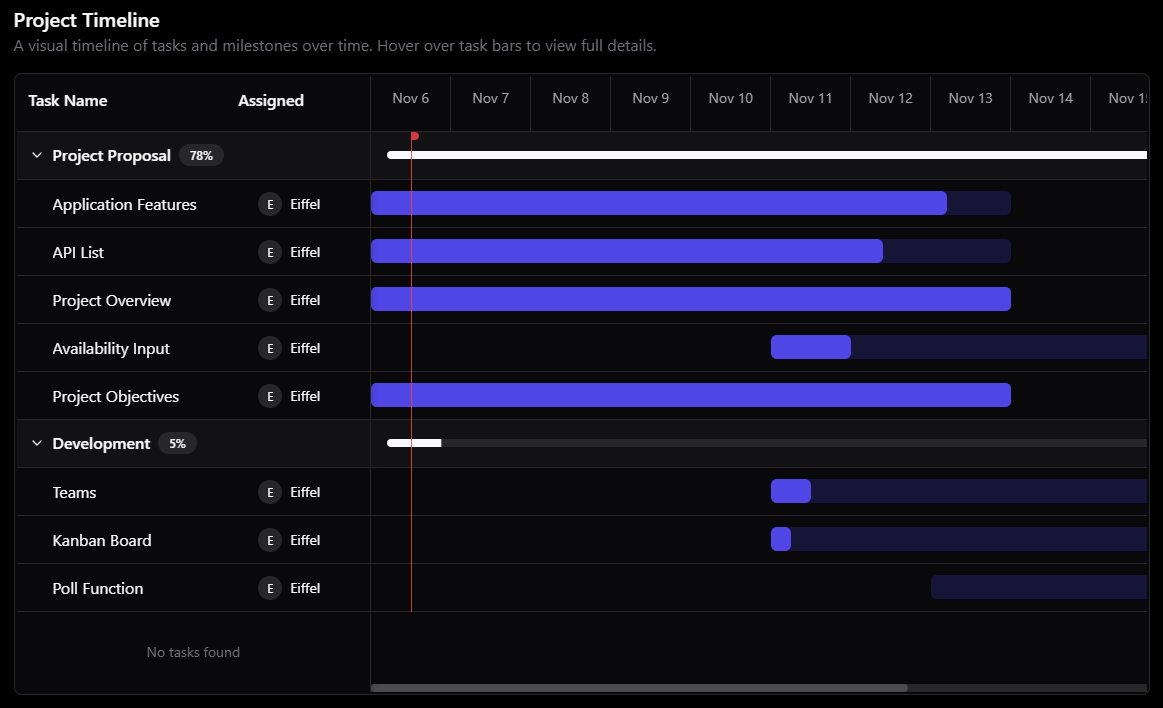 Project Timeline
A visual timeline of tasks and milestones over time. Hover over task bars to view full details.
Task Name Assigned Nov 6 Nov 7 Nov 8 Nov 9 Nov 10 Nov 11 Nov 12 Nov 13 Nov 14 Nov
Project Proposal 78%
Application Features E Eiffel
API List E Eiffel
Project Overview E Eiffel
Availability Input E Eiffel
Project Objectives E Eiffel
Development 5%
Teams E Eiffel
Kanban Board E Eiffel
Poll Function E Eiffel
No tasks found